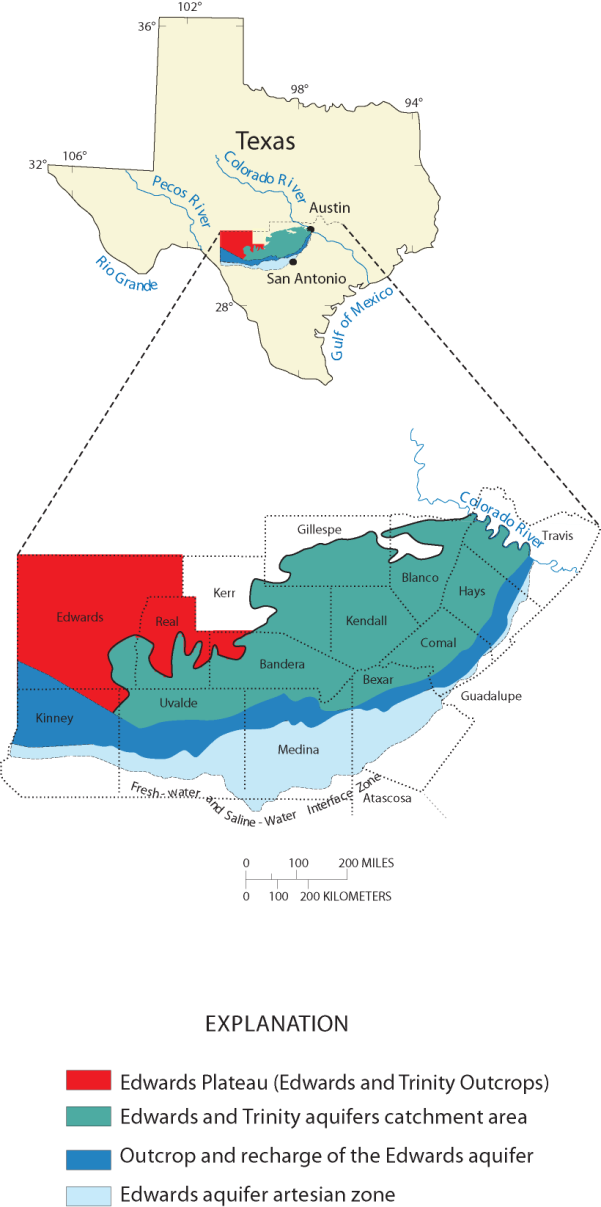 102°
36°
98°
94°
Texas
32°
106°
Colorado River
Pecos River
Austin
Rio Grande
San Antonio
28°
Gulf of Mexico
Colorado River
Gillespe
Travis
Kerr
Blanco
Hays
Edwards
Real
Kendall
Comal
Bandera
Bexar
Guadalupe
Uvalde
Kinney
Medina
Fresh-water and Saline-Water Interface Zone
Atascosa
0 100 200 MILES
0 100 200 KILOMETERS
EXPLANATION
Edwards Plateau (Edwards and Trinity Outcrops)
Edwards and Trinity aquifers catchment area
Outcrop and recharge of the Edwards aquifer
Edwards aquifer artesian zone